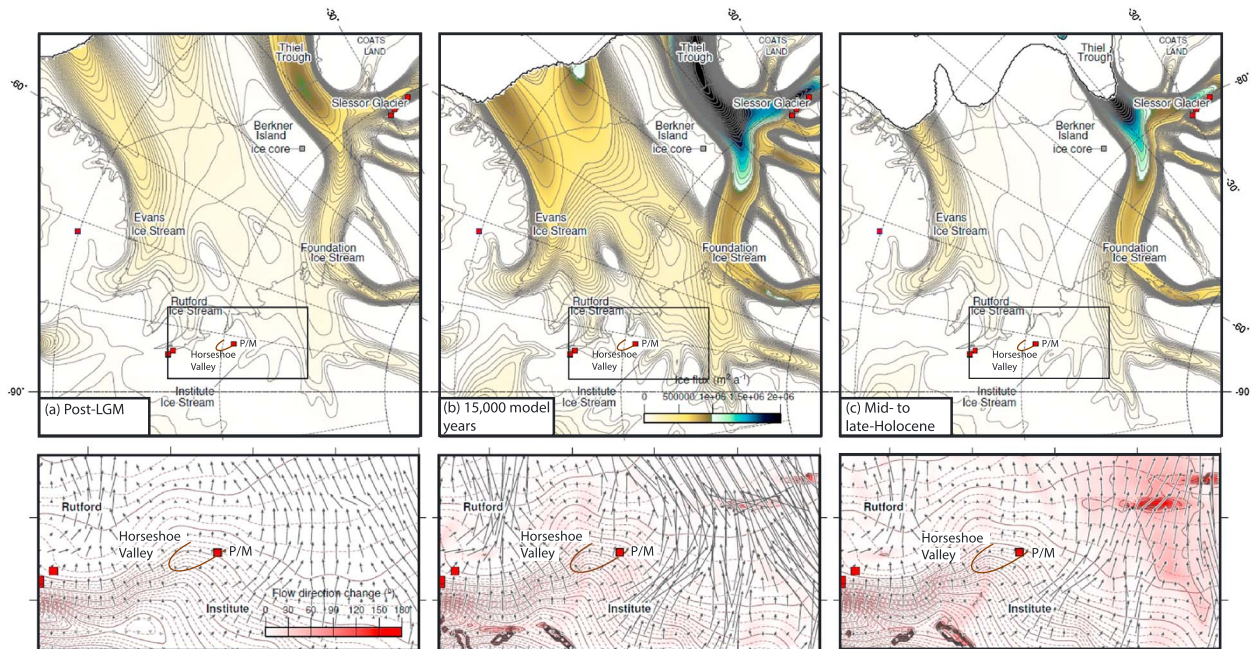 -30°
-60°
Thiel
Trough
COATS
LAND
Slessor Glacier
Berkner
Island
ice core
Evans
Ice Stream
Foundation
Ice Stream
Rutford
Ice Stream
P/M
Horseshoe
Valley
Institute
Ice Stream
-90°
(a) Post-LGM
-30°
Thiel
Trough
COATS
LAND
Slessor Glacier
Berkner
Island
ice core
Evans
Ice Stream
Foundation
Ice Stream
Rutford
Ice Stream
P/M
Horseshoe
Valley
Ice flux (m² a⁻¹)
0 500000 1e+06 1.5e+06 2e+06
(b) 15,000 model
years
-30°
Thiel
Trough
COATS
LAND
-80°
Slessor Glacier
Berkner
Island
ice core
-30°
Evans
Ice Stream
Foundation
Ice Stream
Rutford
Ice Stream
P/M
Horseshoe
Valley
-60°
Institute
Ice Stream
-90°
(c) Mid- to
late-Holocene
Rutford
Horseshoe
Valley
P/M
Institute
Flow direction change (°)
0 30 60 90 120 150 180
Rutford
Horseshoe
Valley
P/M
Institute
Rutford
Horseshoe
Valley
P/M
Institute